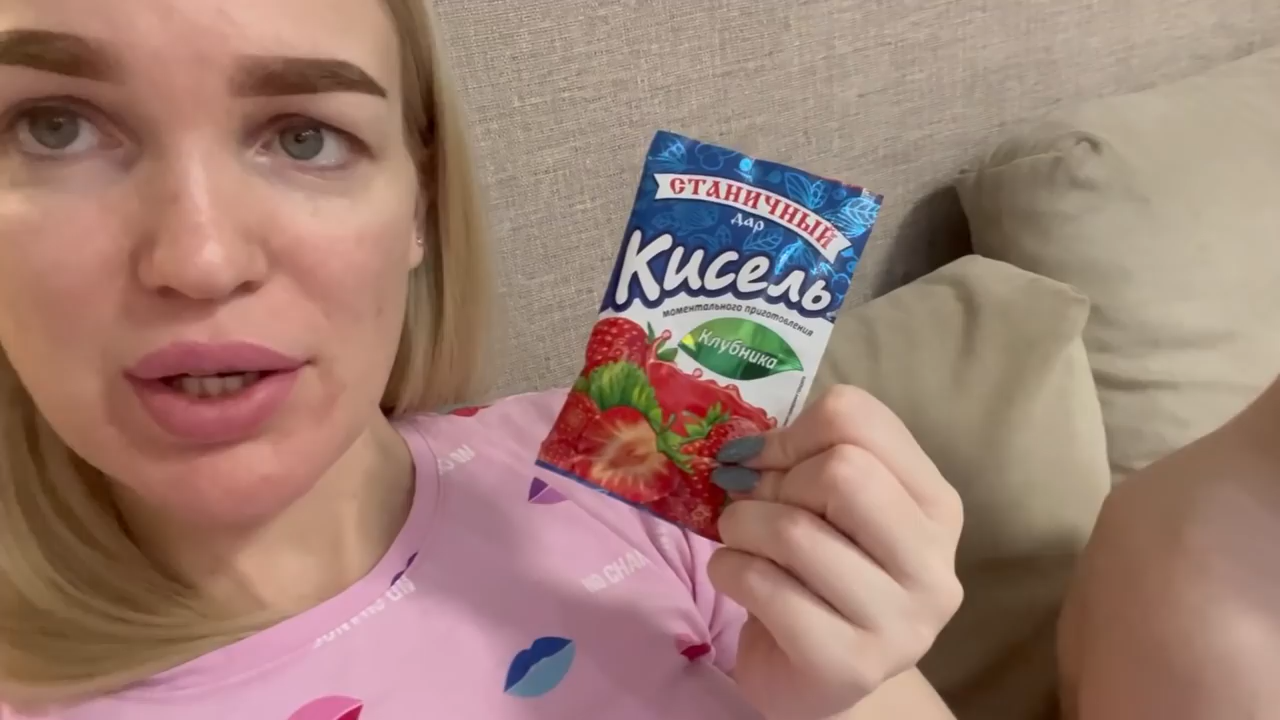 СТАНИЧНЫЙ
дар
Кисель
моментального приготовления
Клубника